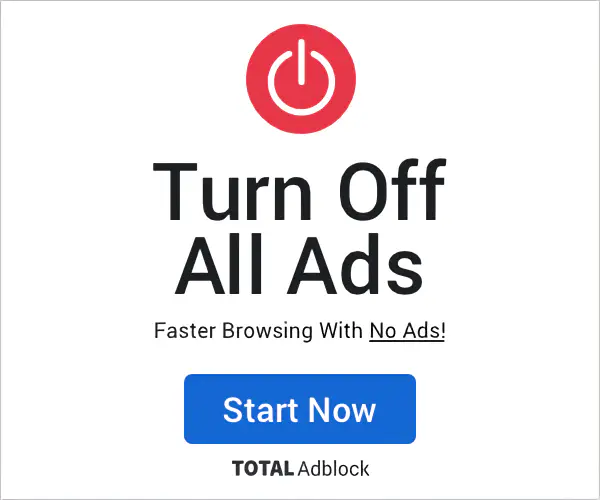 Turn Off
All Ads
Faster Browsing With No Ads!
Start Now
TOTAL Adblock